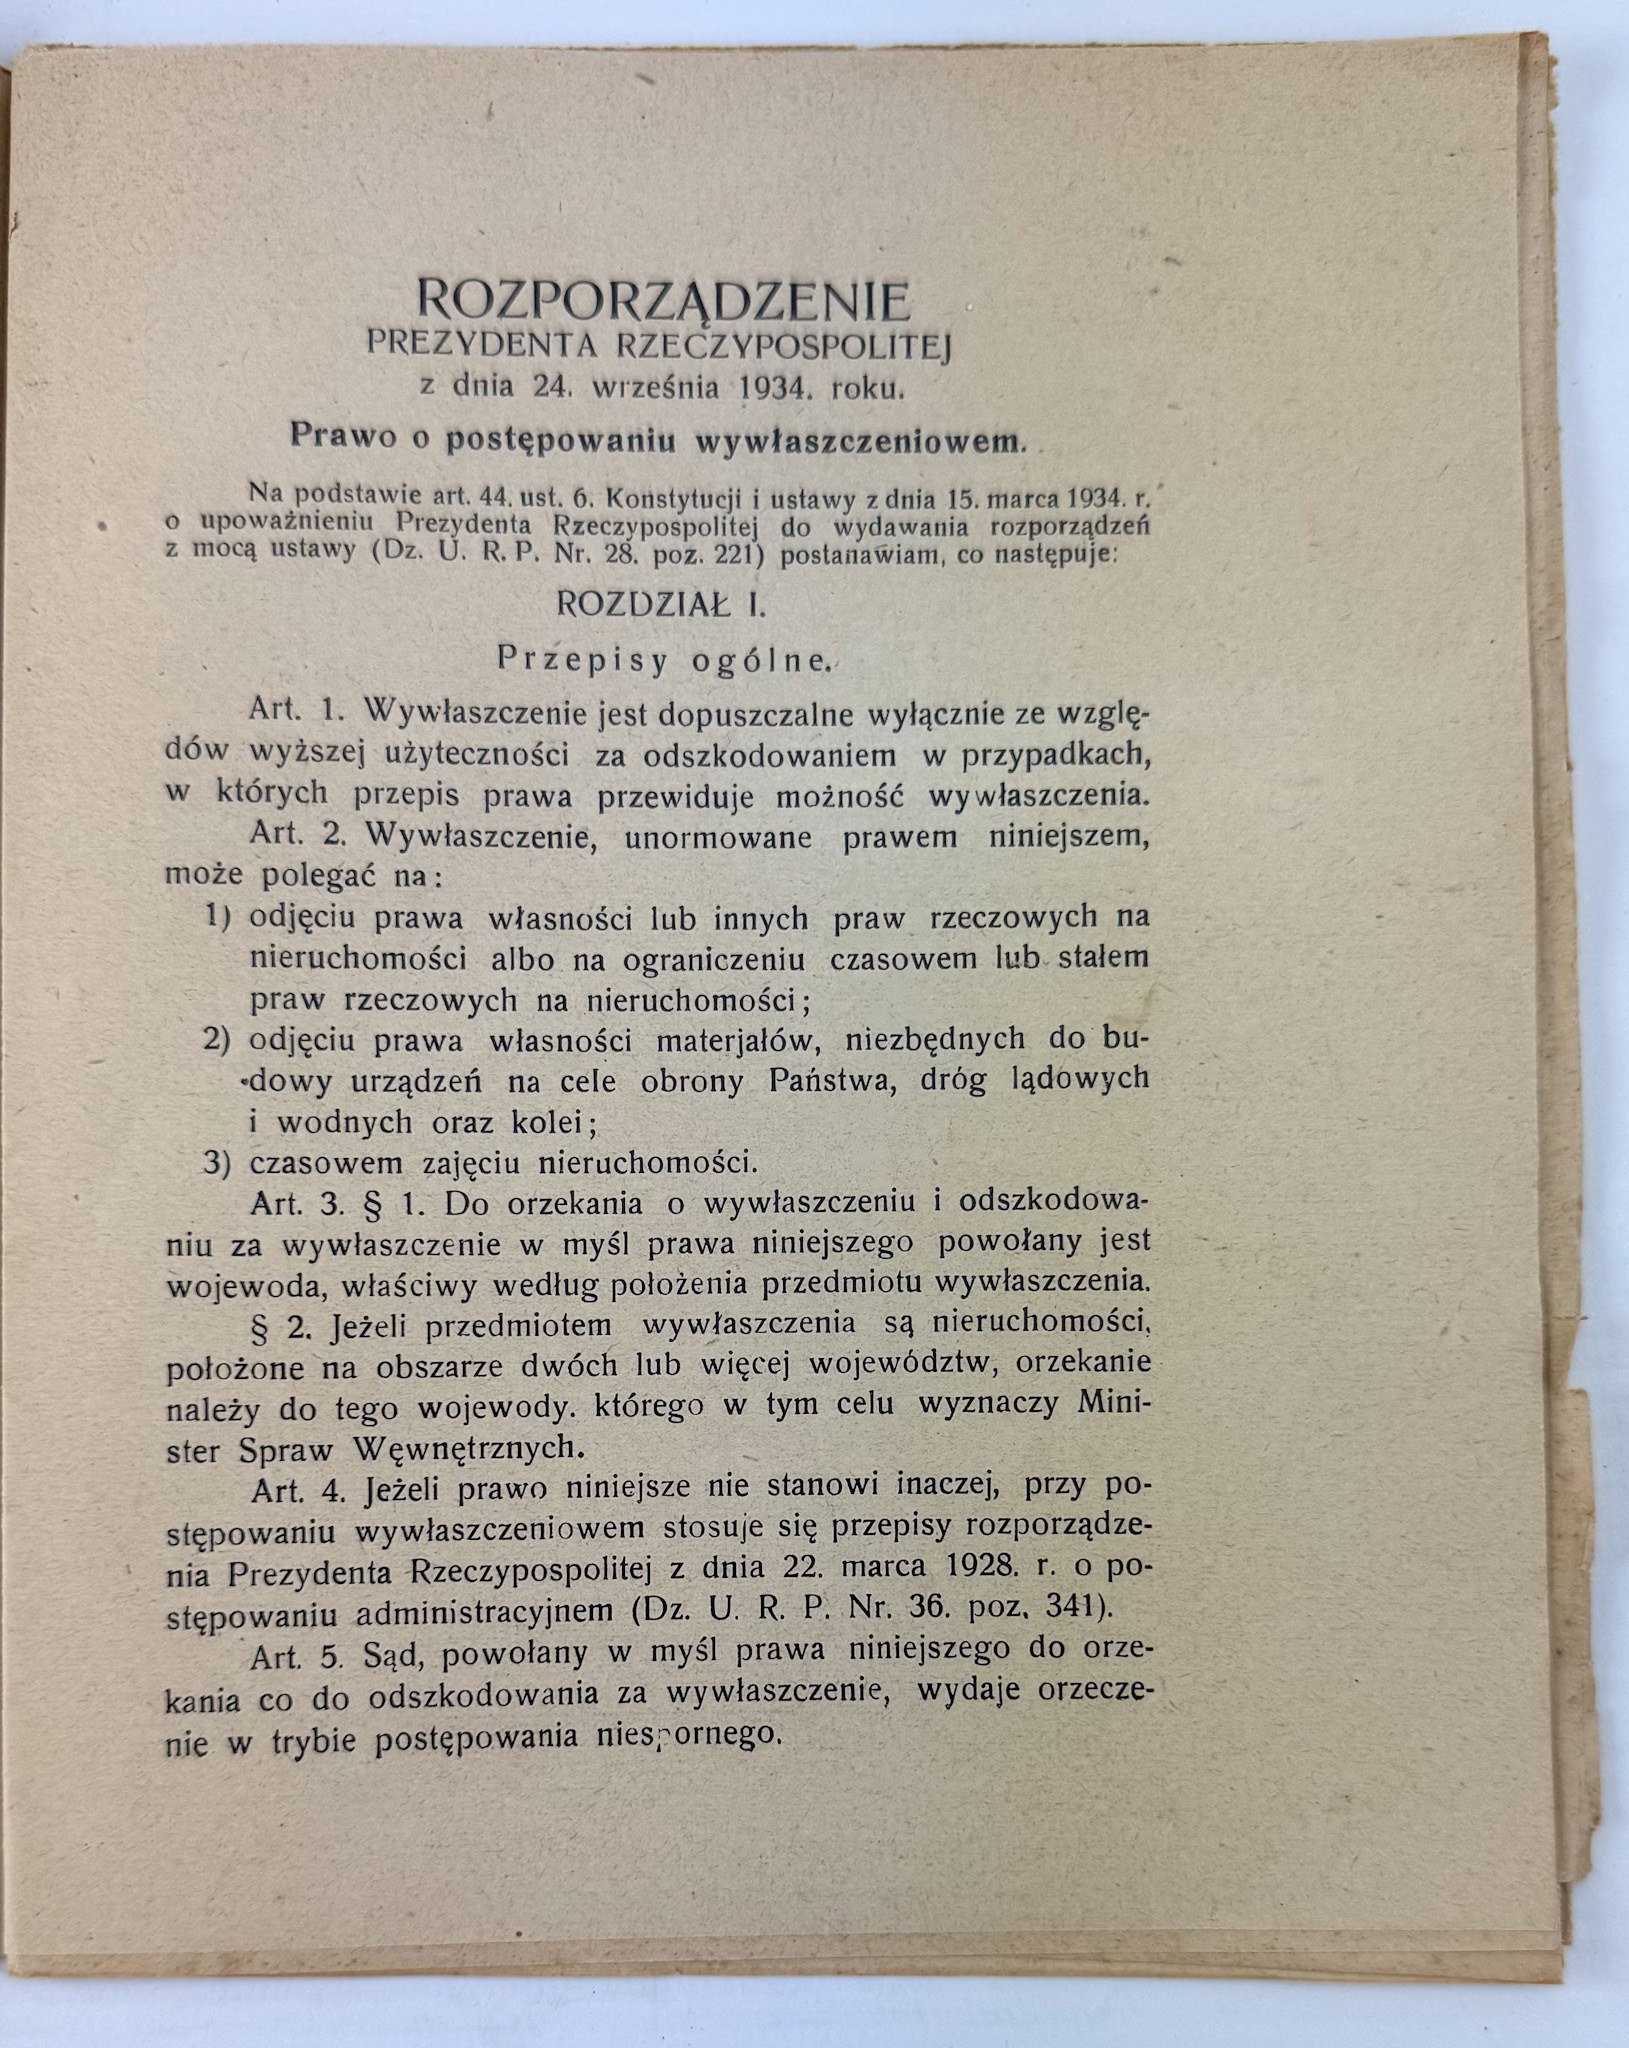 ROZPORZĄDZENIE
PREZYDENTA RZECZYPOSPOLITEJ
z dnia 24. września 1934. roku.
Prawo o postępowaniu wywłaszczeniowem.
Na podstawie art. 44. ust. 6. Konstytucji i ustawy z dnia 15. marca 1934. r.
o upoważnieniu Prezydenta Rzeczypospolitej do wydawania rozporządzeń
z mocą ustawy (Dz. U. R. P. Nr. 28. poz. 221) postanawiam, co następuje:
ROZDZIAŁ I.
Przepisy ogólne.
Art. 1. Wywłaszczenie jest dopuszczalne wyłącznie ze wzglę-
dów wyższej użyteczności za odszkodowaniem w przypadkach,
w których przepis prawa przewiduje możność wywłaszczenia.
Art. 2. Wywłaszczenie, unormowane prawem niniejszem,
może polegać na:
1) odjęciu prawa własności lub innych praw rzeczowych na
nieruchomości albo na ograniczeniu czasowem lub stałem
praw rzeczowych na nieruchomości;
2) odjęciu prawa własności materjałów, niezbędnych do bu-
dowy urządzeń na cele obrony Państwa, dróg lądowych
i wodnych oraz kolei;
3) czasowem zajęciu nieruchomości.
Art. 3. § 1. Do orzekania o wywłaszczeniu i odszkodowa-
niu za wywłaszczenie w myśl prawa niniejszego powołany jest
wojewoda, właściwy według położenia przedmiotu wywłaszczenia.
§ 2. Jeżeli przedmiotem wywłaszczenia są nieruchomości,
położone na obszarze dwóch lub więcej województw, orzekanie
należy do tego wojewody. którego w tym celu wyznaczy Mini-
ster Spraw Węwnętrznych.
Art. 4. Jeżeli prawo niniejsze nie stanowi inaczej, przy po-
stępowaniu wywłaszczeniowem stosuje się przepisy rozporządze-
nia Prezydenta Rzeczypospolitej z dnia 22. marca 1928. r. o po-
stępowaniu administracyjnem (Dz. U. R. P. Nr. 36. poz. 341).
Art. 5. Sąd, powołany w myśl prawa niniejszego do orze-
kania co do odszkodowania za wywłaszczenie, wydaje orzecze-
nie w trybie postępowania niespornego.